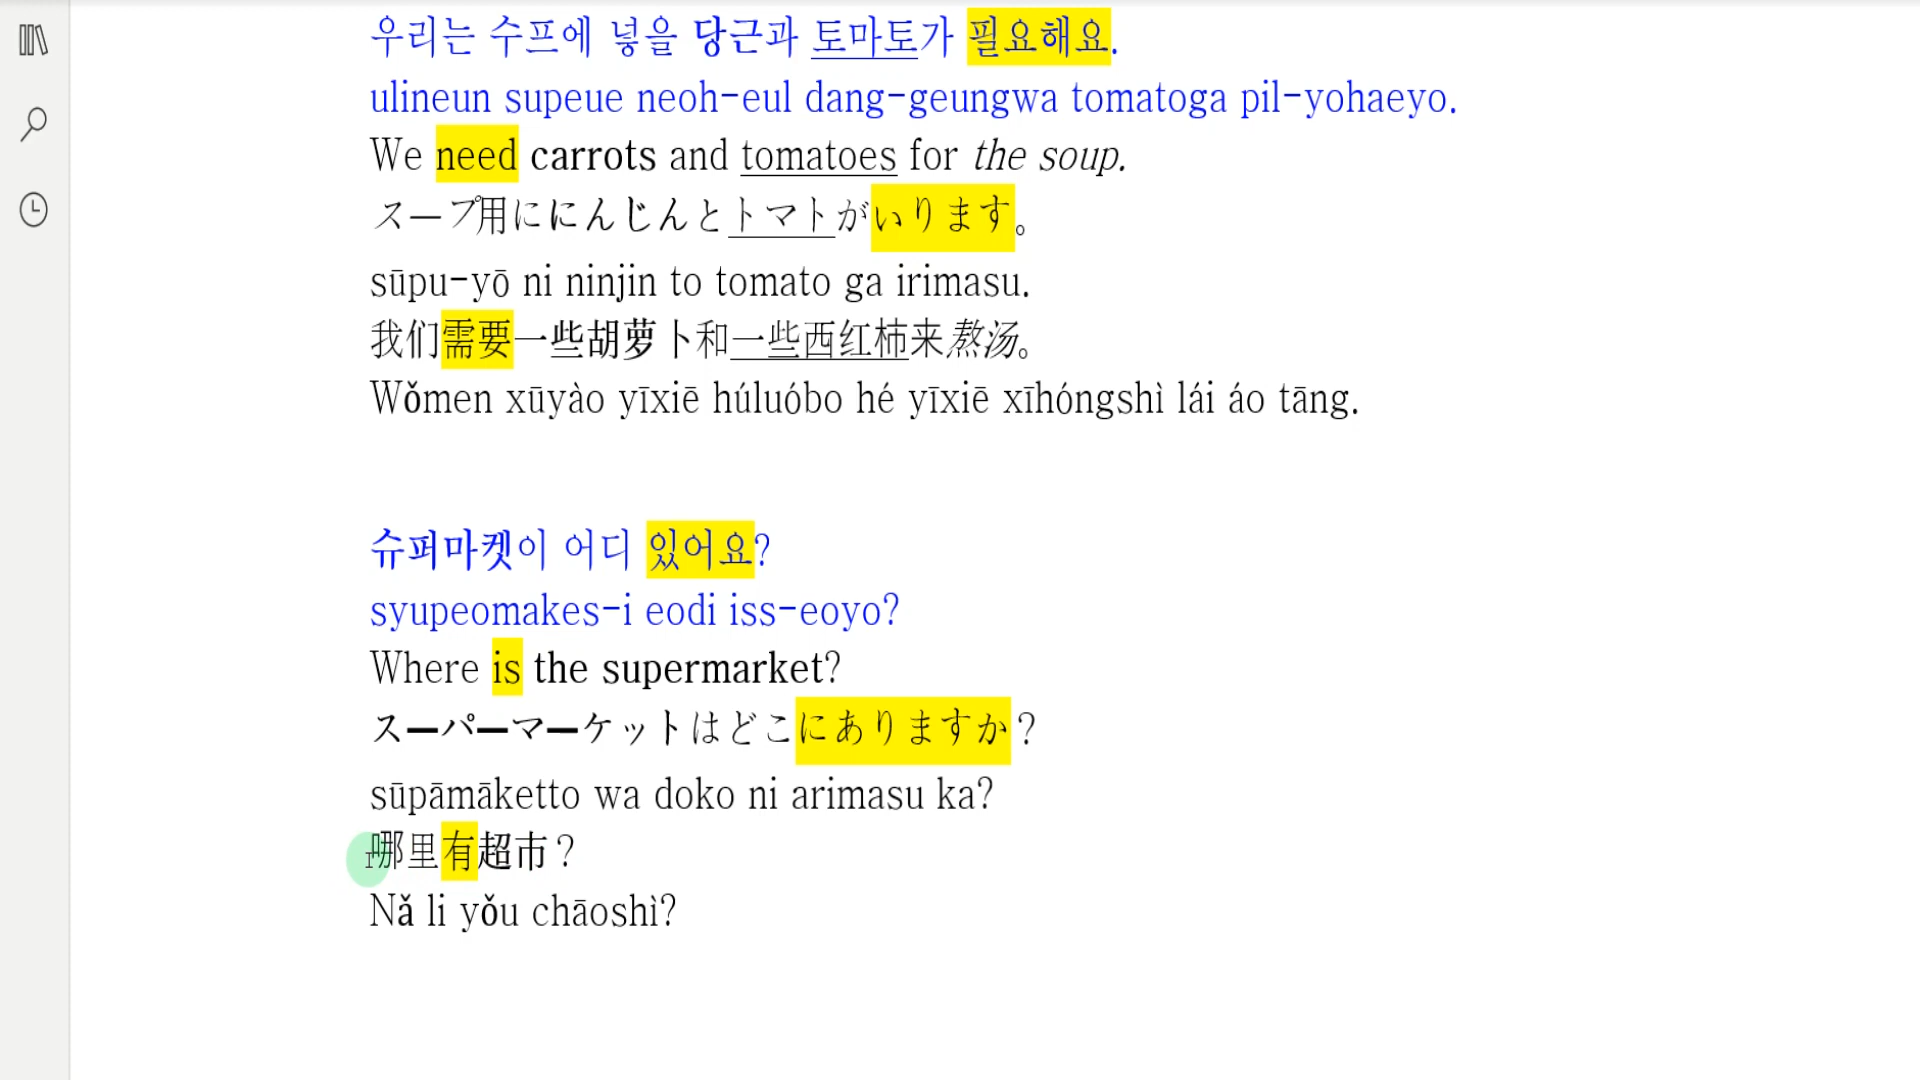 우리는 수프에 넣을 당근과 토마토가 필요해요.
ulineun supeue neoh-eul dang-geungwa tomatoga pil-yohaeyo.
We need carrots and tomatoes for the soup.
スープ用ににんじんとトマトがいります。
sūpu-yō ni ninjin to tomato ga irimasu.
我们需要一些胡萝卜和一些西红柿来熬汤。
Wǒmen xūyào yīxiē húluóbo hé yīxiē xīhóngshì lái áo tāng.
슈퍼마켓이 어디 있어요?
syupeomakes-i eodi iss-eoyo?
Where is the supermarket?
スーパーマーケットはどこにありますか？
sūpāmāketto wa doko ni arimasu ka?
哪里有超市？
Nǎ li yǒu chāoshì?